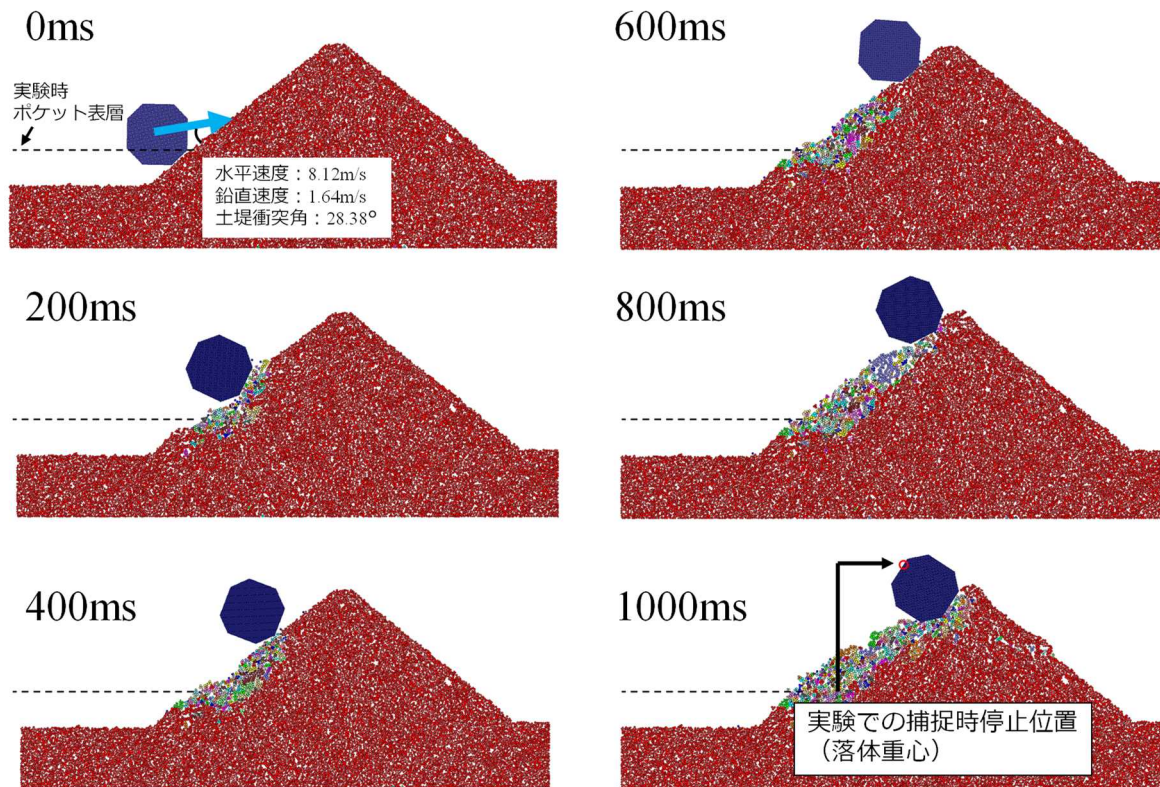 0ms
実験時
ポケット表層
水平速度：8.12m/s
鉛直速度：1.64m/s
土堤衝突角：28.38°
200ms
400ms
600ms
800ms
1000ms
実験での捕捉時停止位置
（落体重心）